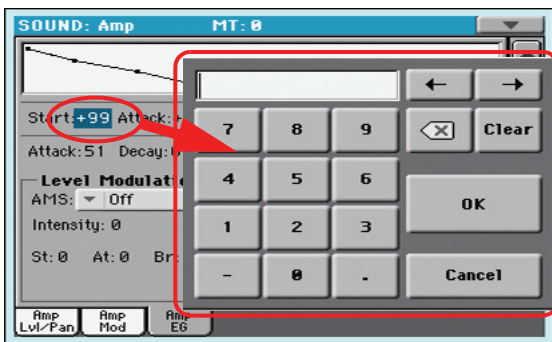 SOUND: Amp MT: 0
Start:+99 Attack:+
Attack:51 Decay:
Level Modulati
AMS: Off
Intensity: 0
St:0 At:0 Br:
Amp Lvl/Pan
Amp Mod
Amp EG
← →
7 8 9 Clear
4 5 6 OK
1 2 3
- 0 . Cancel